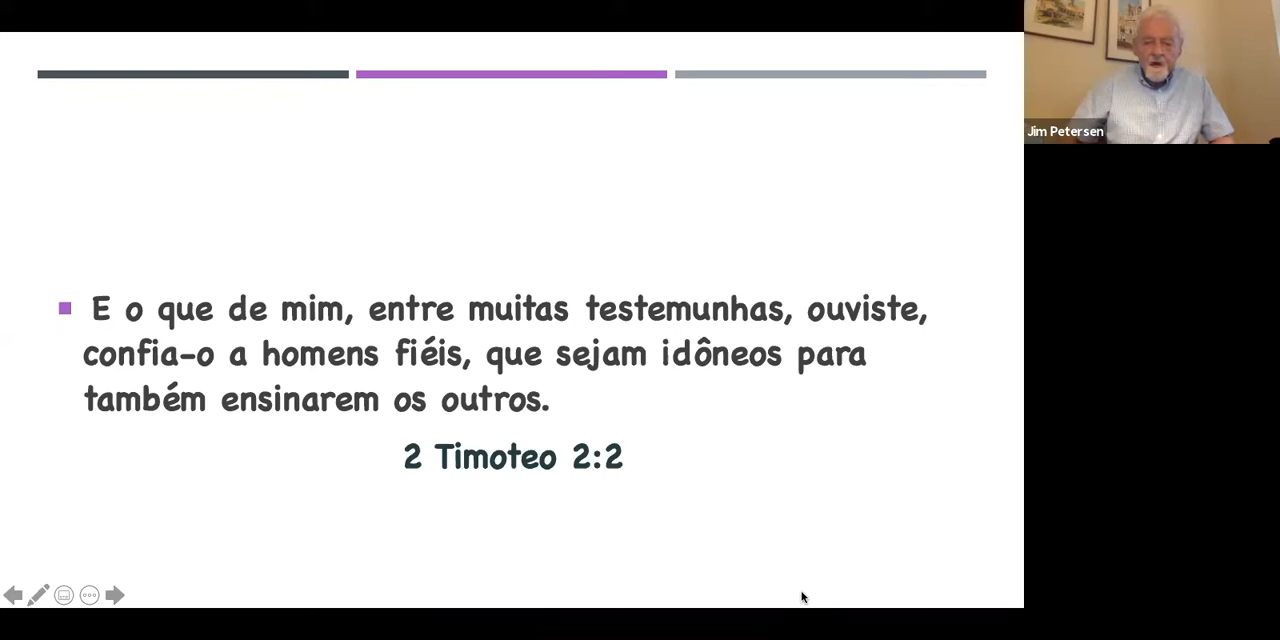 E o que de mim, entre muitas testemunhas, ouviste,
confia-o a homens fiéis, que sejam idôneos para
também ensinarem os outros.
2 Timoteo 2:2
Jim Petersen